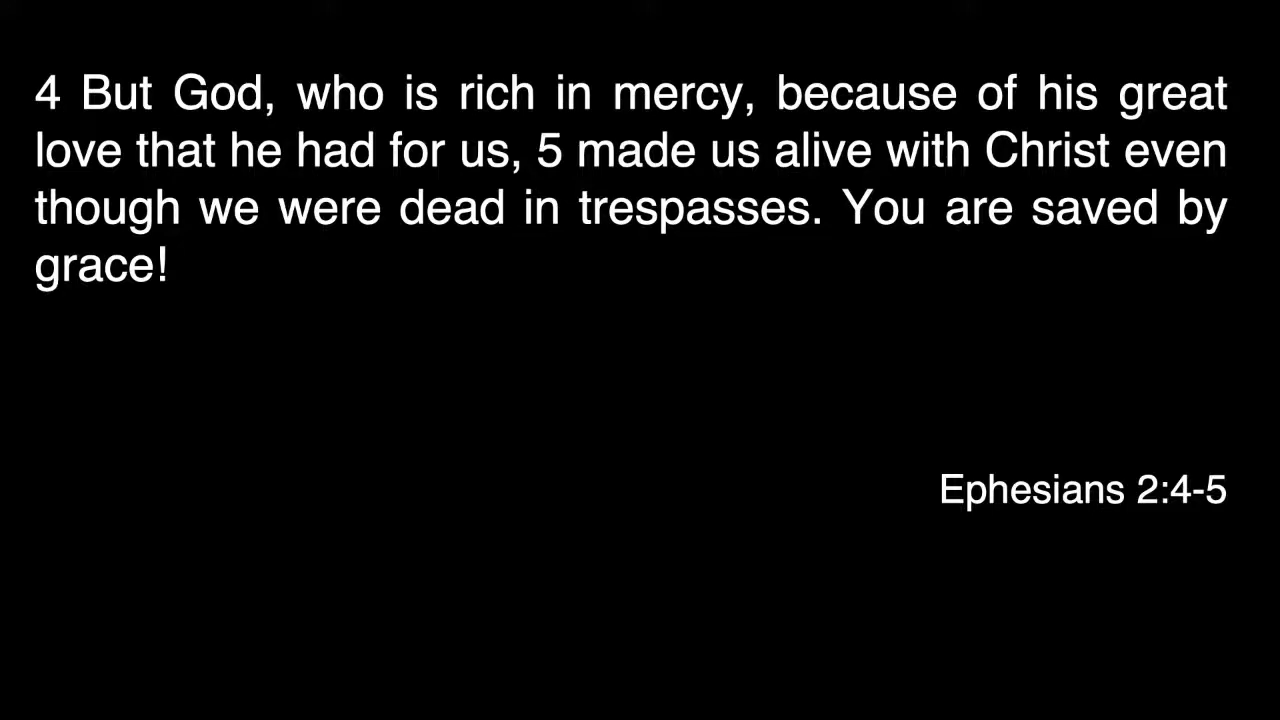 4 But God, who is rich in mercy, because of his great
love that he had for us, 5 made us alive with Christ even
though we were dead in trespasses. You are saved by
grace!
Ephesians 2:4-5